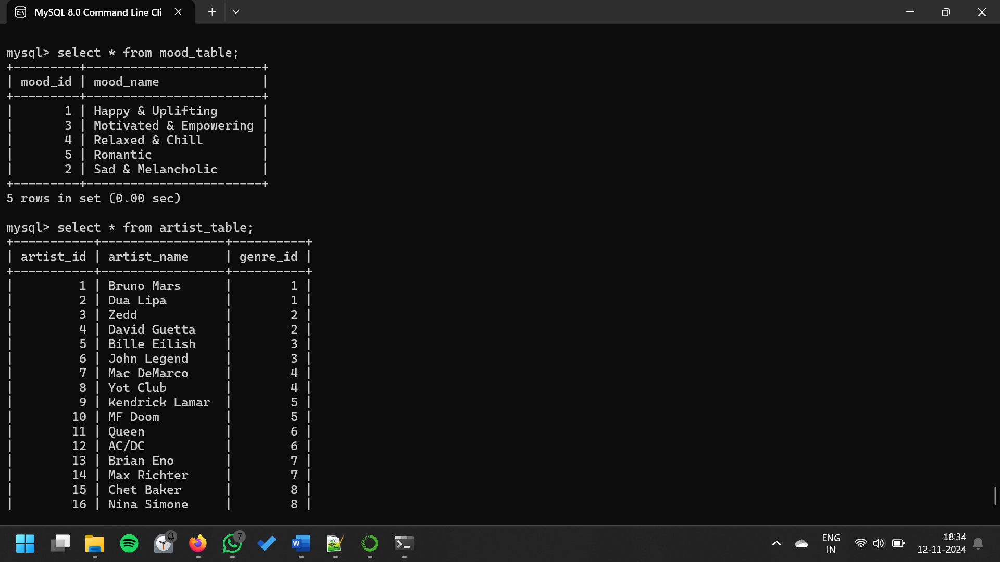 MySQL 8.0 Command Line Cli
mysql> select * from mood_table;
+---------+------------------------+
| mood_id | mood_name              |
+---------+------------------------+
|       1 | Happy & Uplifting      |
|       3 | Motivated & Empowering |
|       4 | Relaxed & Chill        |
|       5 | Romantic               |
|       2 | Sad & Melancholic      |
+---------+------------------------+
5 rows in set (0.00 sec)
mysql> select * from artist_table;
+-----------+-----------------+----------+
| artist_id | artist_name     | genre_id |
+-----------+-----------------+----------+
|         1 | Bruno Mars      |        1 |
|         2 | Dua Lipa        |        1 |
|         3 | Zedd            |        2 |
|         4 | David Guetta    |        2 |
|         5 | Bille Eilish    |        3 |
|         6 | John Legend     |        3 |
|         7 | Mac DeMarco     |        4 |
|         8 | Yot Club        |        4 |
|         9 | Kendrick Lamar  |        5 |
|        10 | MF Doom         |        5 |
|        11 | Queen           |        6 |
|        12 | AC/DC           |        6 |
|        13 | Brian Eno       |        7 |
|        14 | Max Richter     |        7 |
|        15 | Chet Baker      |        8 |
|        16 | Nina Simone     |        8 |
7
W
ENG
IN
18:34
12-11-2024